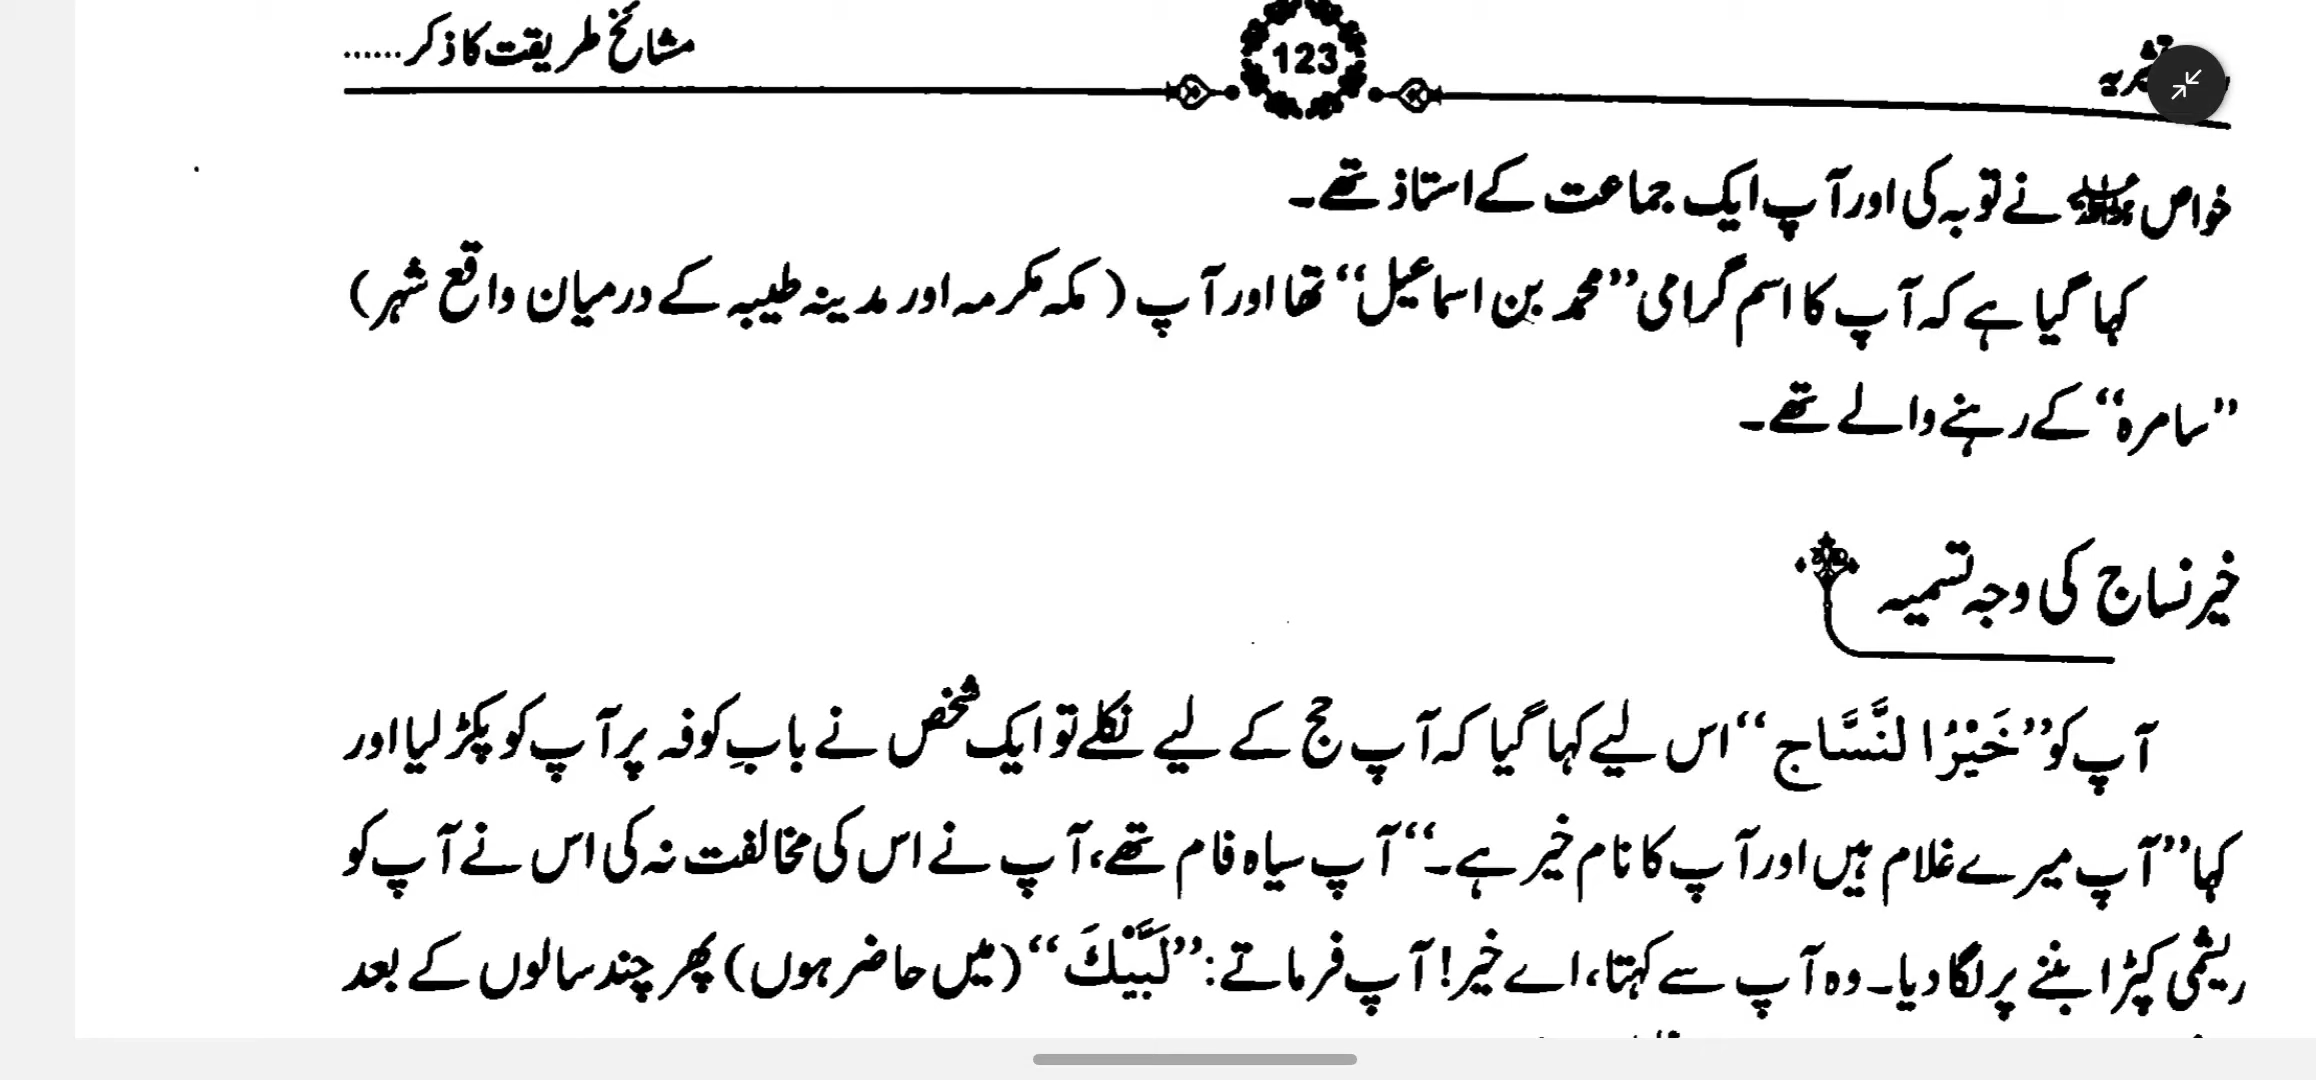 مشائخ طریقت کا ذکر......
123
خواص ﷫ نے توبہ کی اور آپ ایک جماعت کے استاذ تھے۔
کہا گیا ہے کہ آپ کا اسم گرامی ”محمد بن اسماعیل“ تھا اور آپ (مکہ مکرمہ اور مدینہ طیبہ کے درمیان واقع شہر)
”سامرہ“ کے رہنے والے تھے۔
خیر نساج کی وجہ تسمیہ
آپ کو ”خَیْرُ النَّسَّاج“ اس لیے کہا گیا کہ آپ حج کے لیے نکلے تو ایک شخص نے بابِ کوفہ پر آپ کو پکڑ لیا اور
کہا ”آپ میرے غلام ہیں اور آپ کا نام خیر ہے۔“ آپ سیاہ فام تھے، آپ نے اس کی مخالفت نہ کی اس نے آپ کو
ریشمی کپڑا بننے پر لگا دیا۔ وہ آپ سے کہتا، اے خیر! آپ فرماتے: ”لَبَّیْكَ“ (میں حاضر ہوں) پھر چند سالوں کے بعد